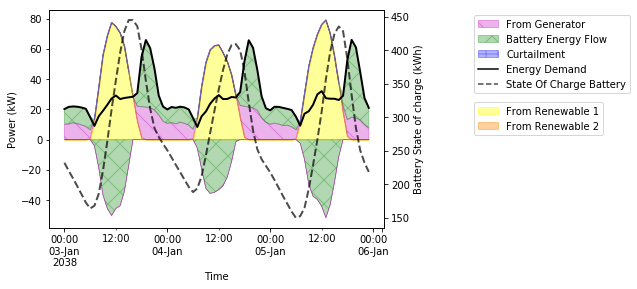 80
60
40
20
0
−20
−40
Power (kW)
450
400
350
300
250
200
150
Battery State of charge (kWh)
00:00
03-Jan
2038
12:00
00:00
04-Jan
12:00
00:00
05-Jan
12:00
00:00
06-Jan
Time
From Generator
Battery Energy Flow
Curtailment
Energy Demand
State Of Charge Battery
From Renewable 1
From Renewable 2